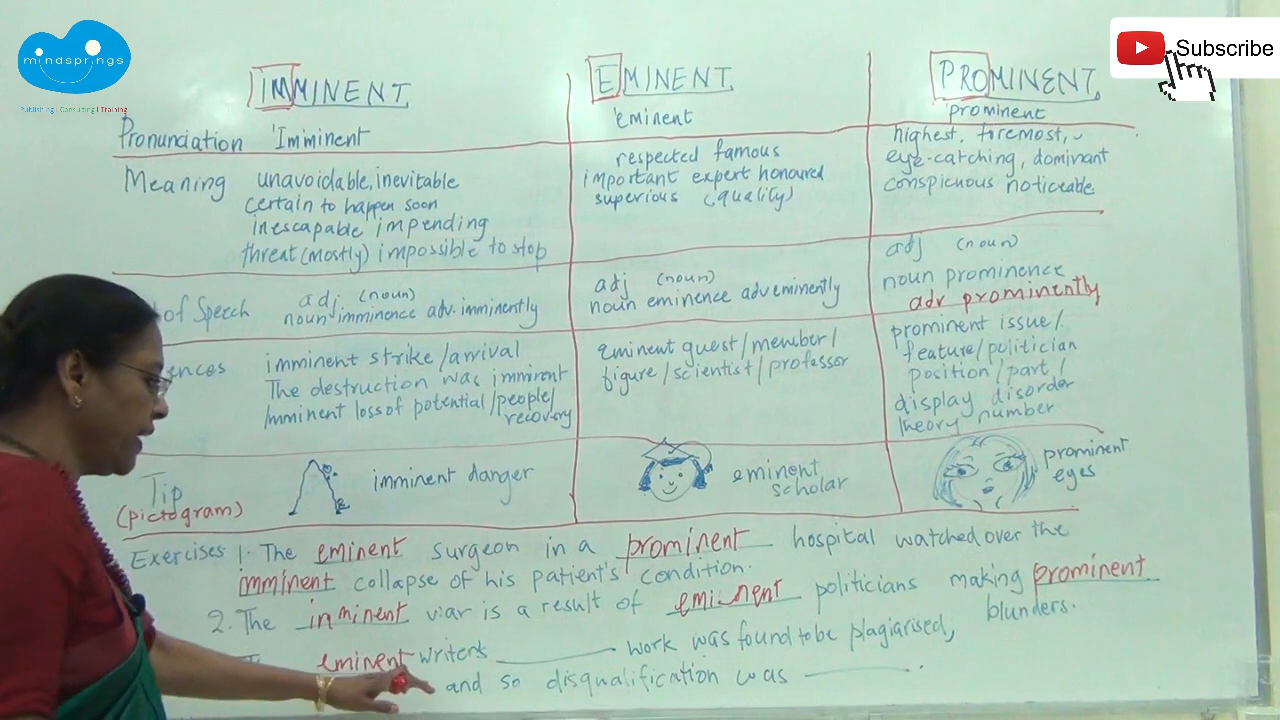 mindsprings
Publishing I Consulting I Training
Subscribe
IMMINENT EMINENT PROMINENT
Pronunciation 'Imminent 'eminent 'prominent
Meaning
unavoidable, inevitable
certain to happen soon
inescapable impending
threat (mostly) impossible to stop
respected famous
important expert honoured
superious (quality)
highest, foremost,
eye-catching, dominant
conspicuous noticeable
of Speech
adj. (noun)
noun imminence adv. imminently
adj (noun)
noun eminence adv eminently
adj (noun)
noun prominence
adv prominently
ences
imminent strike / arrival
The destruction was imminent
Imminent loss of potential / people /
recovery
eminent guest / member /
figure / scientist / professor
prominent issue /
feature / politician
position / part /
display disorder
theory number
Tip
(pictogram)
imminent danger
eminent
scholar
prominent
eyes
Exercises 1. The eminent surgeon in a prominent hospital watched over the
imminent collapse of his patient's condition.
2. The imminent war is a result of eminent politicians making prominent
blunders.
eminent writers ______ work was found to be plagiarised,
and so disqualification was ______.